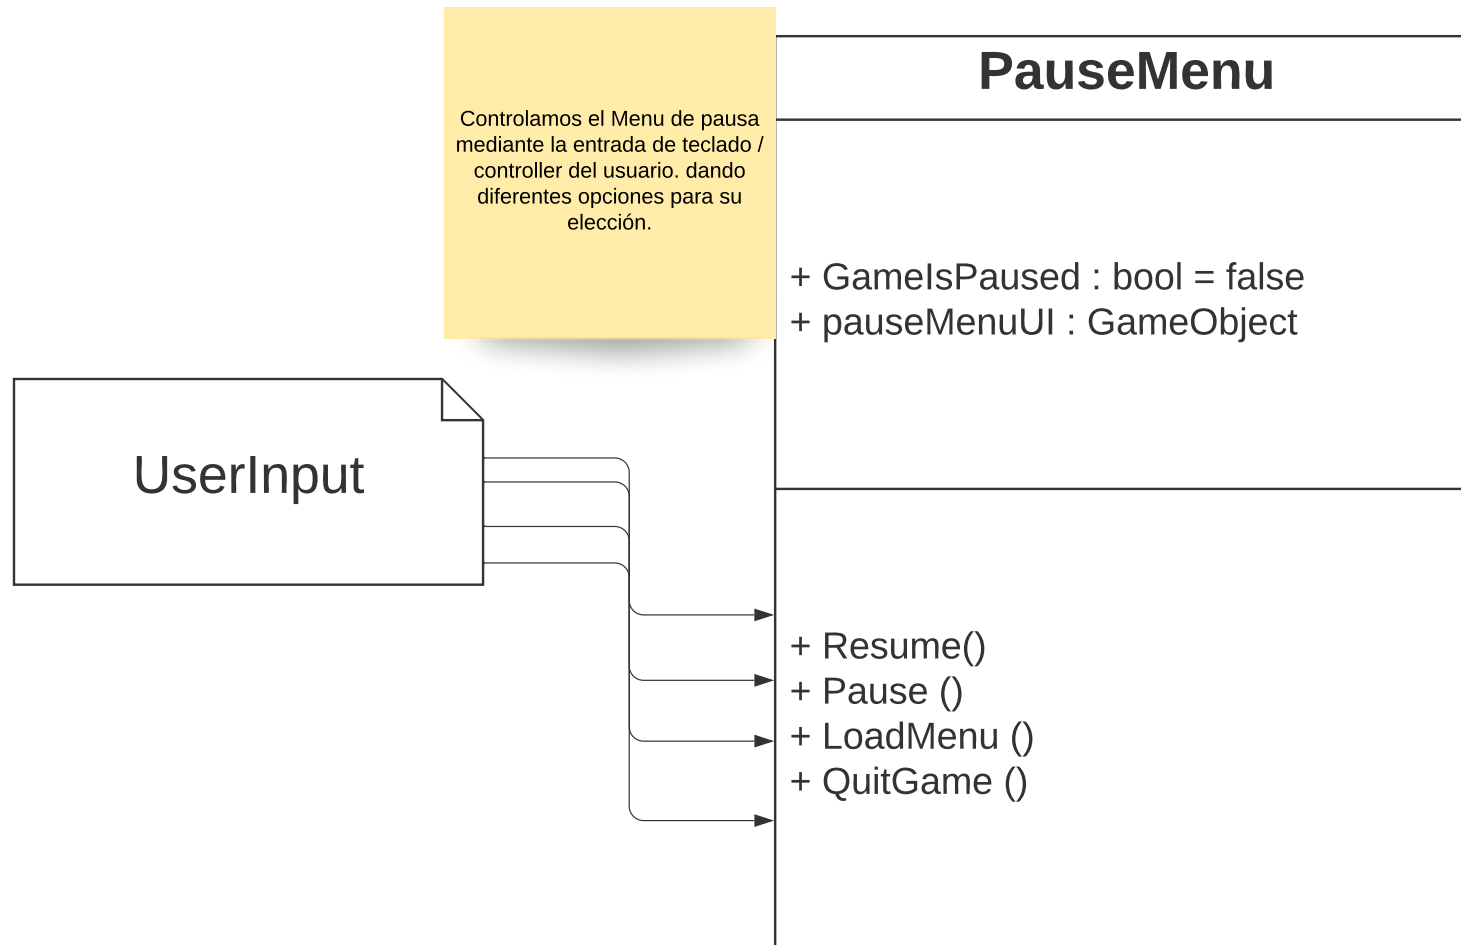 Controlamos el Menu de pausa
mediante la entrada de teclado /
controller del usuario. dando
diferentes opciones para su
elección.
PauseMenu
+ GameIsPaused : bool = false
+ pauseMenuUI : GameObject
UserInput
+ Resume()
+ Pause ()
+ LoadMenu ()
+ QuitGame ()